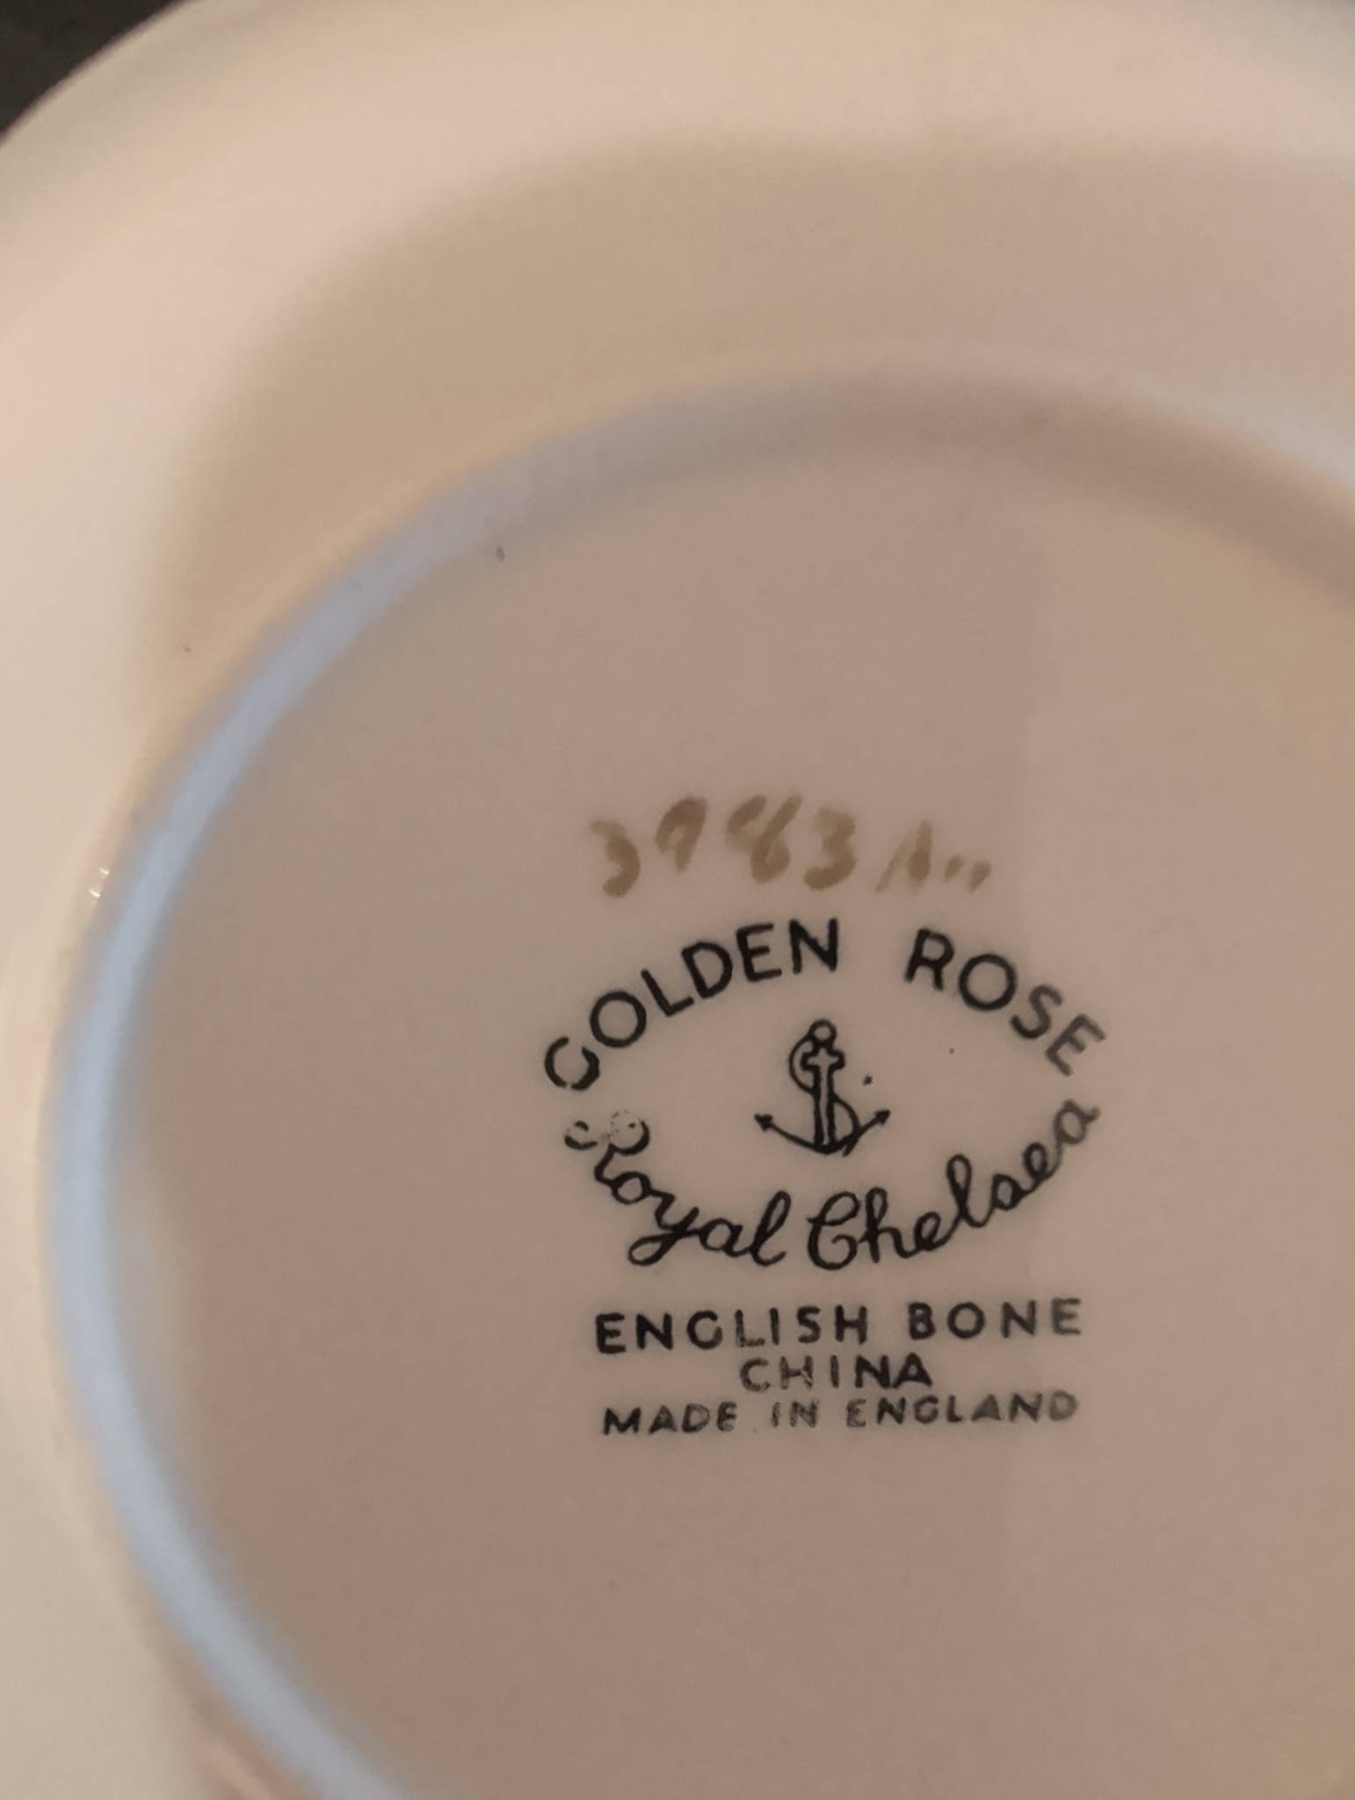 GOLDEN ROSE
Royal Chelsea
ENGLISH BONE
CHINA
MADE IN ENGLAND